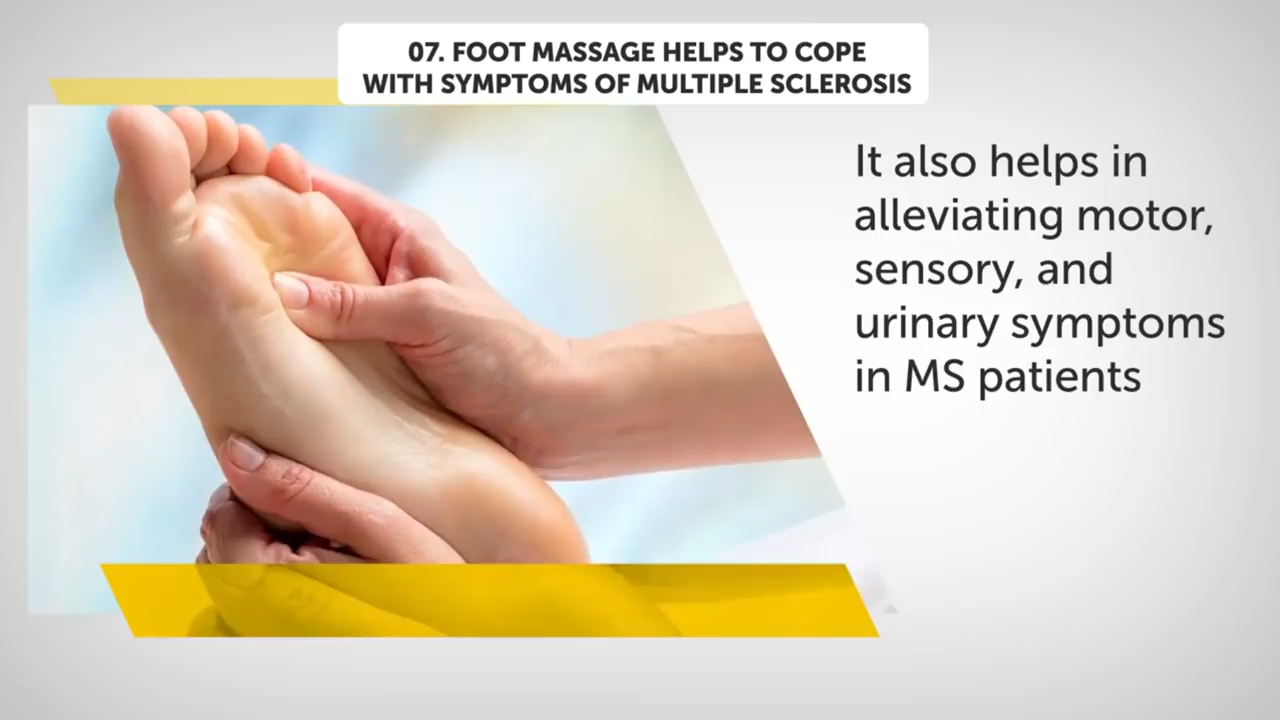 07. FOOT MASSAGE HELPS TO COPE
WITH SYMPTOMS OF MULTIPLE SCLEROSIS
It also helps in
alleviating motor,
sensory, and
urinary symptoms
in MS patients